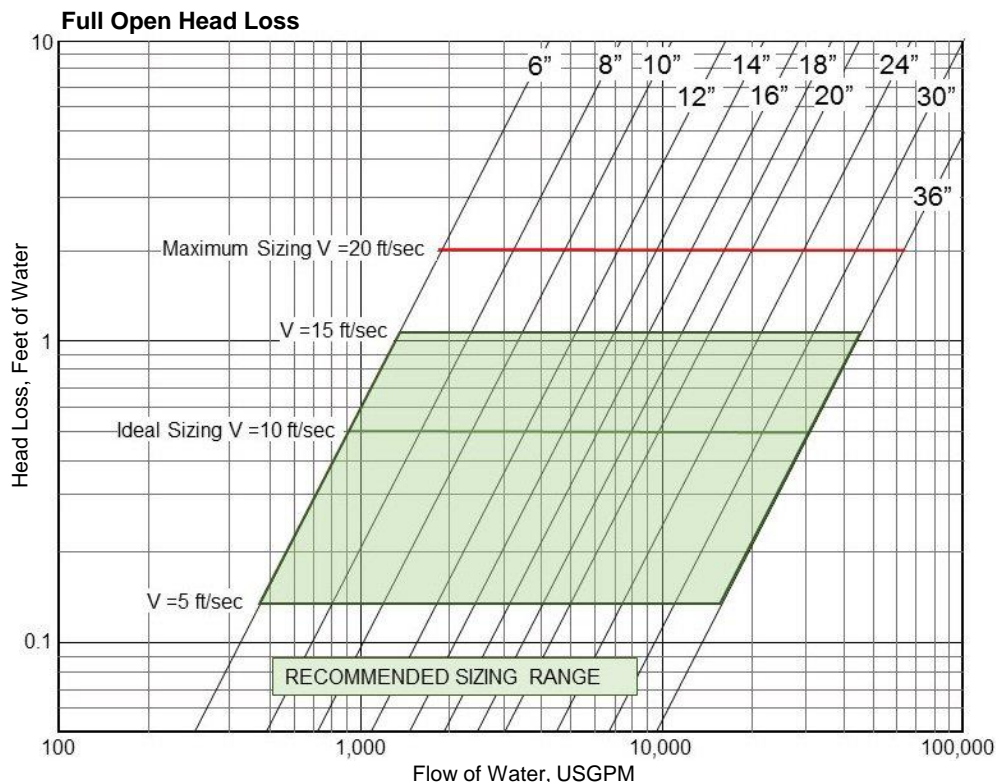 Full Open Head Loss
10
6” 8” 10” 14” 18” 24”
12” 16” 20” 30”
36”
Maximum Sizing V =20 ft/sec
V =15 ft/sec
1
Ideal Sizing V =10 ft/sec
V =5 ft/sec
0.1
RECOMMENDED SIZING RANGE
Head Loss, Feet of Water
100 1,000 10,000 100,000
Flow of Water, USGPM